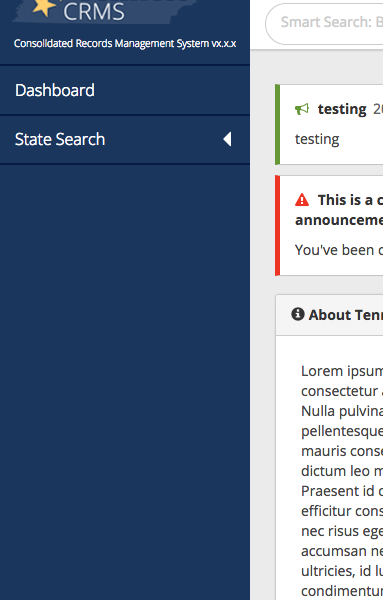 CRMS
Consolidated Records Management System vx.x.x
Dashboard
State Search
Smart Search: B
testing 20
testing
This is a c
announceme
You've been c
About Tenn
Lorem ipsum
consectetur a
Nulla pulvina
pellentesque
mauris conse
dictum leo m
Praesent id d
efficitur cons
nec risus ege
accumsan ne
ultricies, id lu
condimentum